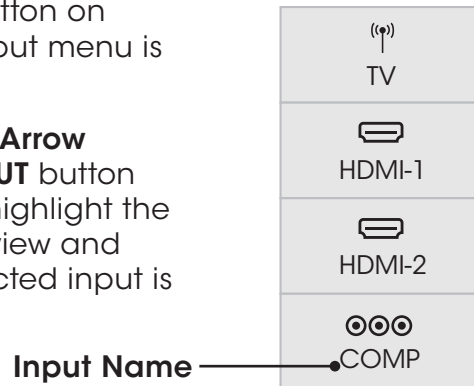 tton on
out menu is
Arrow
UT button
highlight the
view and
cted input is
Input Name
TV
HDMI-1
HDMI-2
COMP